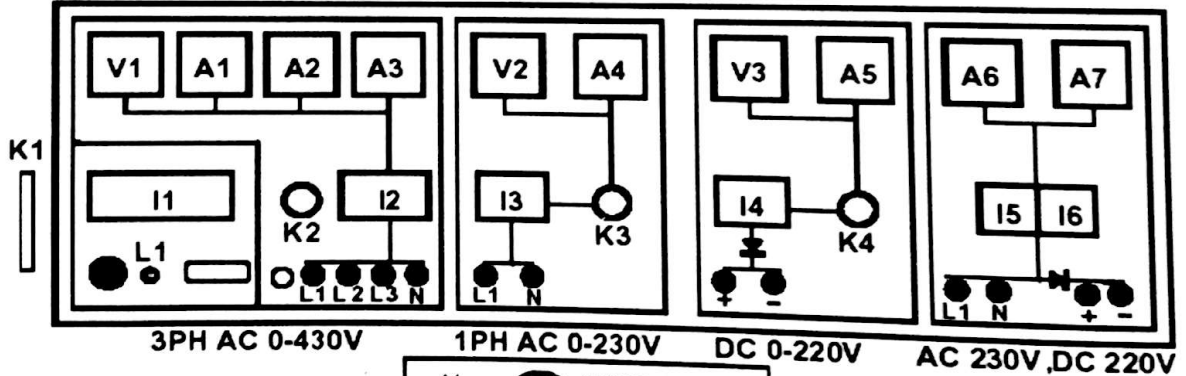 V1 A1 A2 A3 V2 A4 V3 A5 A6 A7
K1
I1 I2 I3 I4 I5 I6
K2 K3 K4
L1
L1 L2 L3 N L1 N + - L1 N + -
3PH AC 0-430V 1PH AC 0-230V DC 0-220V AC 230V,DC 220V